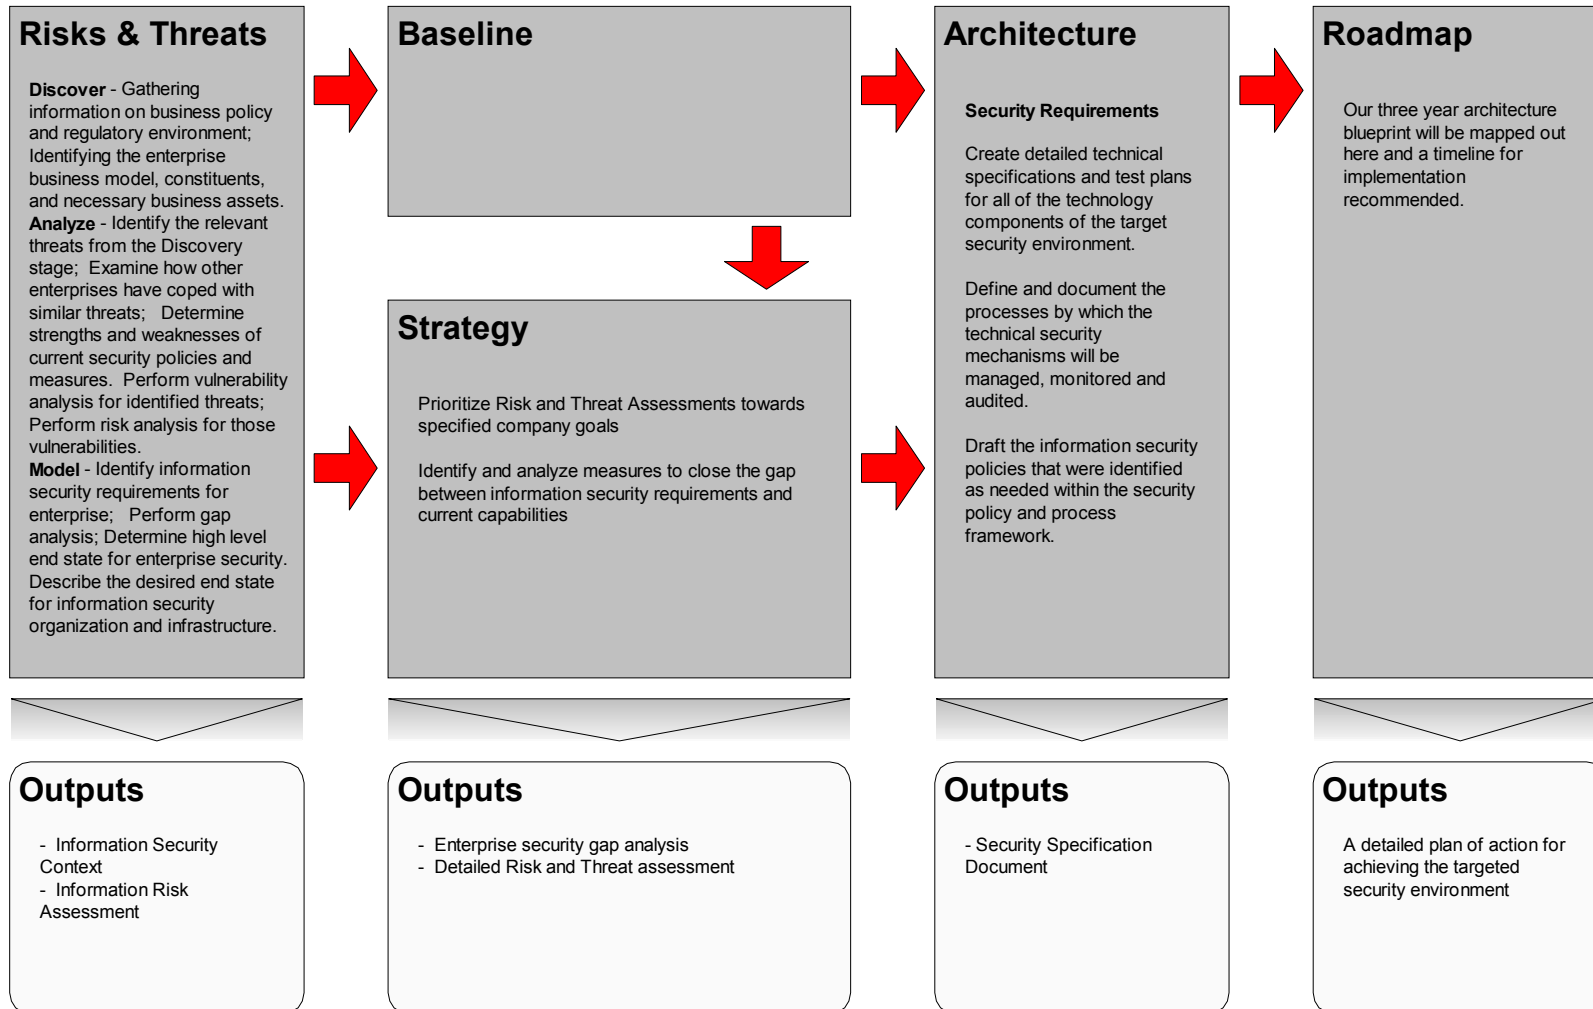 Risks & Threats
Discover - Gathering
information on business policy
and regulatory environment;
Identifying the enterprise
business model, constituents,
and necessary business assets.
Analyze - Identify the relevant
threats from the Discovery
stage; Examine how other
enterprises have coped with
similar threats; Determine
strengths and weaknesses of
current security policies and
measures. Perform vulnerability
analysis for identified threats;
Perform risk analysis for those
vulnerabilities.
Model - Identify information
security requirements for
enterprise; Perform gap
analysis; Determine high level
end state for enterprise security.
Describe the desired end state
for information security
organization and infrastructure.
Baseline
Strategy
Prioritize Risk and Threat Assessments towards
specified company goals
Identify and analyze measures to close the gap
between information security requirements and
current capabilities
Architecture
Security Requirements
Create detailed technical
specifications and test plans
for all of the technology
components of the target
security environment.
Define and document the
processes by which the
technical security
mechanisms will be
managed, monitored and
audited.
Draft the information security
policies that were identified
as needed within the security
policy and process
framework.
Roadmap
Our three year architecture
blueprint will be mapped out
here and a timeline for
implementation
recommended.
Outputs
- Information Security
Context
- Information Risk
Assessment
Outputs
- Enterprise security gap analysis
- Detailed Risk and Threat assessment
Outputs
- Security Specification
Document
Outputs
A detailed plan of action for
achieving the targeted
security environment